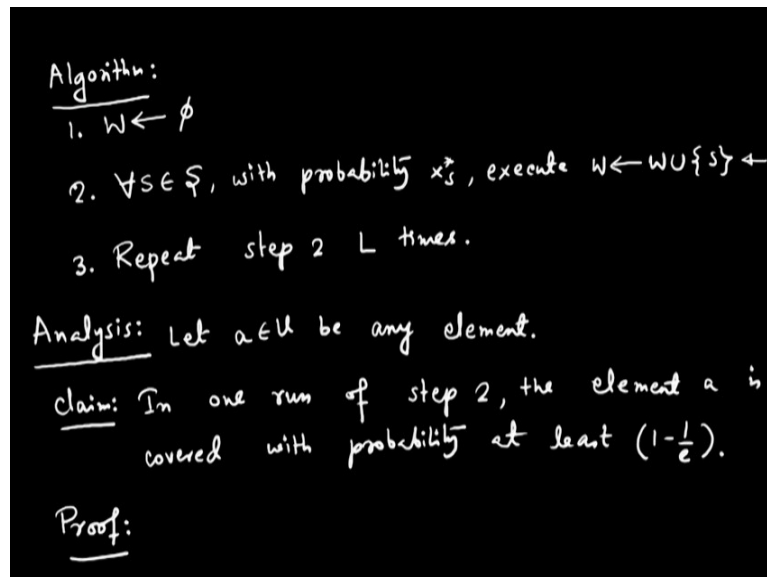 Algorithm:
1. W ← ϕ
2. ∀S ∈ S, with probability x*_S, execute W ← W ∪ {S} ←
3. Repeat step 2 L times.
Analysis: Let a ∈ U be any element.
Claim: In one run of step 2, the element a is
covered with probability at least (1-1/e).
Proof: